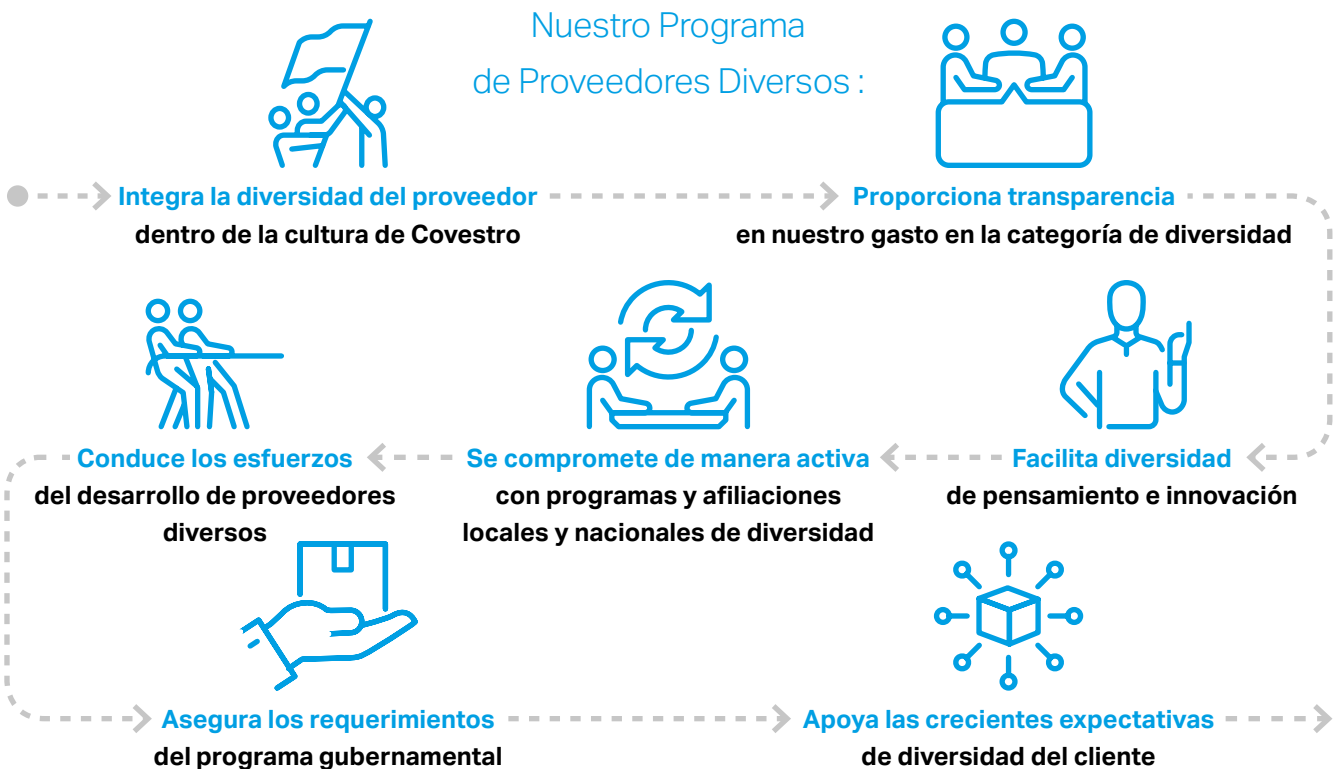 Nuestro Programa
de Proveedores Diversos :
Integra la diversidad del proveedor
dentro de la cultura de Covestro
Proporciona transparencia
en nuestro gasto en la categoría de diversidad
Facilita diversidad
de pensamiento e innovación
Se compromete de manera activa
con programas y afiliaciones
locales y nacionales de diversidad
Conduce los esfuerzos
del desarrollo de proveedores
diversos
Asegura los requerimientos
del programa gubernamental
Apoya las crecientes expectativas
de diversidad del cliente